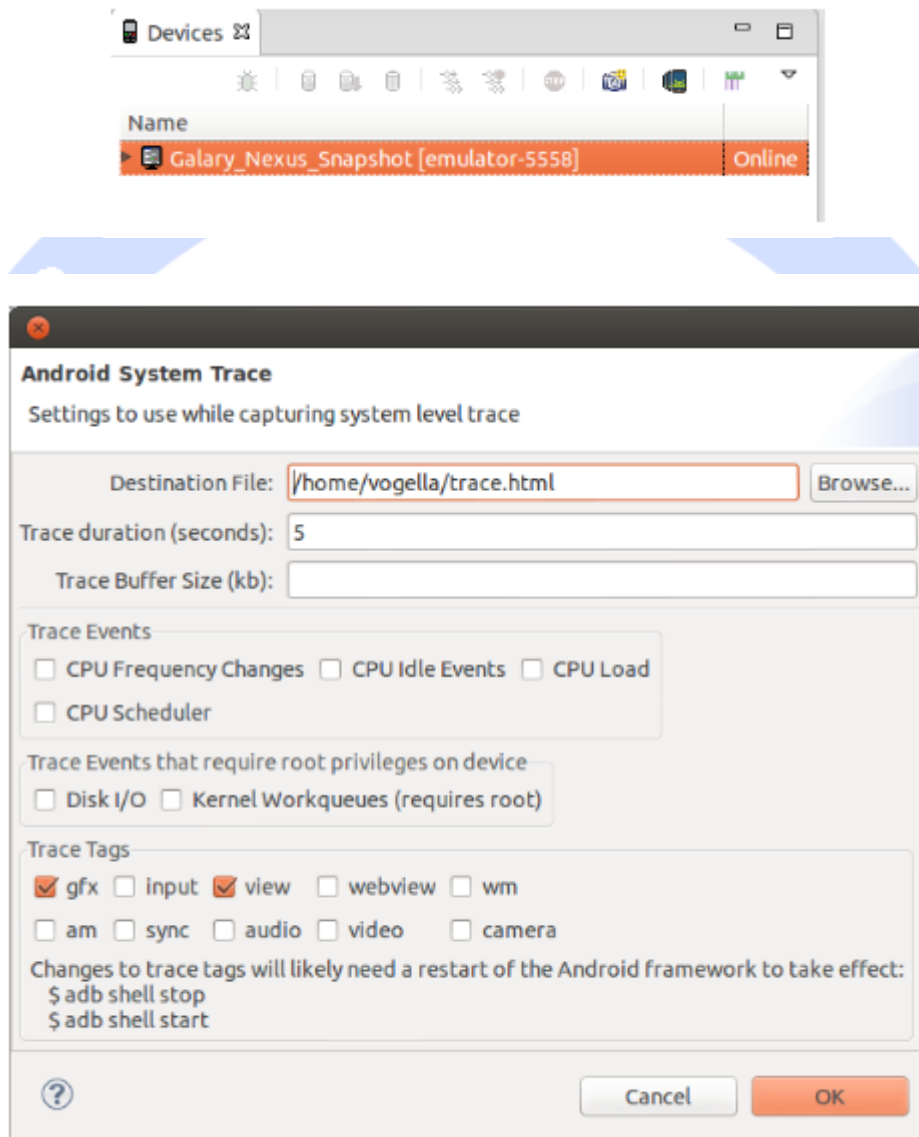 Devices
STOP
Name
Galary_Nexus_Snapshot [emulator-5558] Online
Android System Trace
Settings to use while capturing system level trace
Destination File: /home/vogella/trace.html Browse...
Trace duration (seconds): 5
Trace Buffer Size (kb):
Trace Events
CPU Frequency Changes CPU Idle Events CPU Load
CPU Scheduler
Trace Events that require root privileges on device
Disk I/O Kernel Workqueues (requires root)
Trace Tags
gfx input view webview wm
am sync audio video camera
Changes to trace tags will likely need a restart of the Android framework to take effect:
$ adb shell stop
$ adb shell start
?
Cancel OK